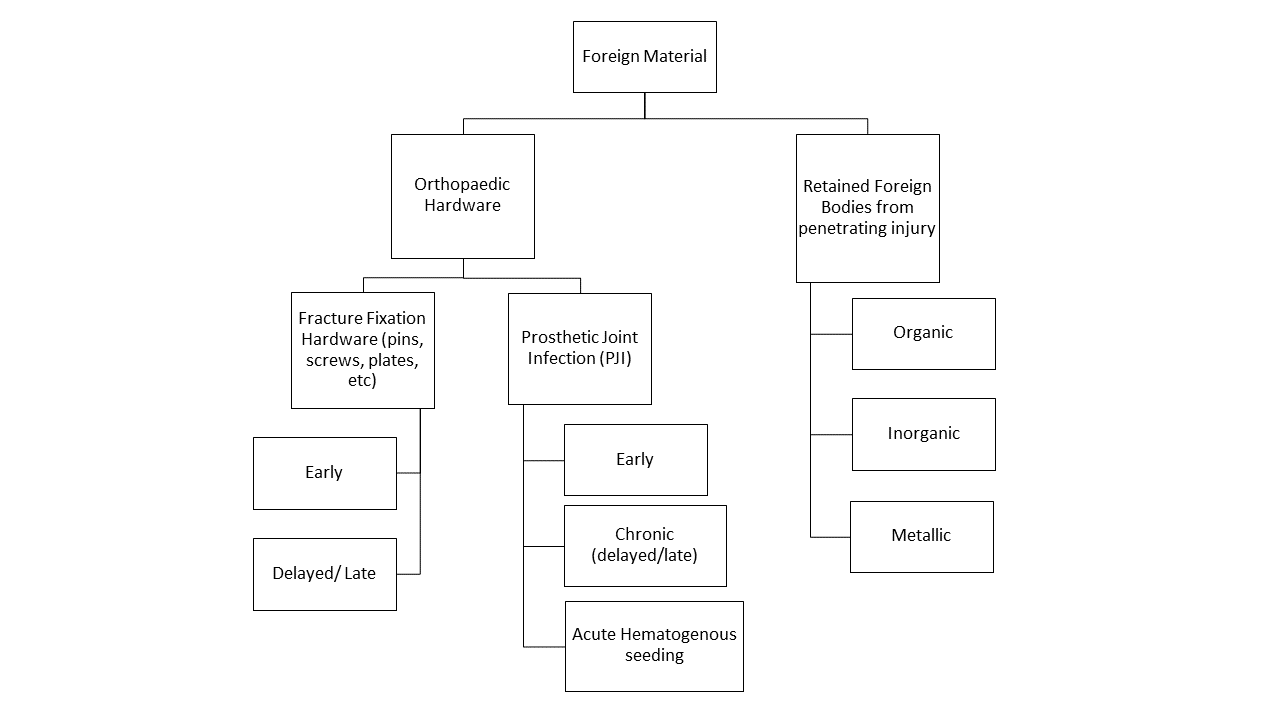 Foreign Material
Orthopaedic
Hardware
Retained Foreign
Bodies from
penetrating injury
Fracture Fixation
Hardware (pins,
screws, plates,
etc)
Prosthetic Joint
Infection (PJI)
Early
Delayed/ Late
Early
Chronic
(delayed/late)
Acute Hematogenous
seeding
Organic
Inorganic
Metallic